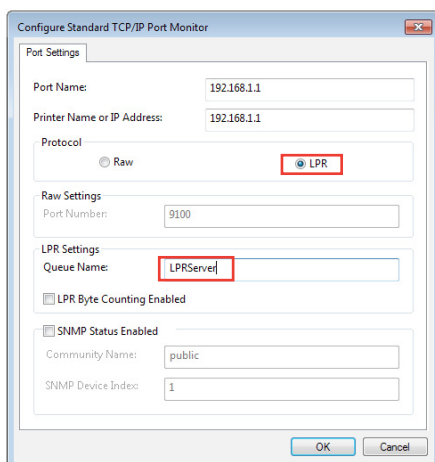 Configure Standard TCP/IP Port Monitor
Port Settings
Port Name: 192.168.1.1
Printer Name or IP Address: 192.168.1.1
Protocol
Raw LPR
Raw Settings
Port Number: 9100
LPR Settings
Queue Name: LPRServer
LPR Byte Counting Enabled
SNMP Status Enabled
Community Name: public
SNMP Device Index: 1
OK Cancel